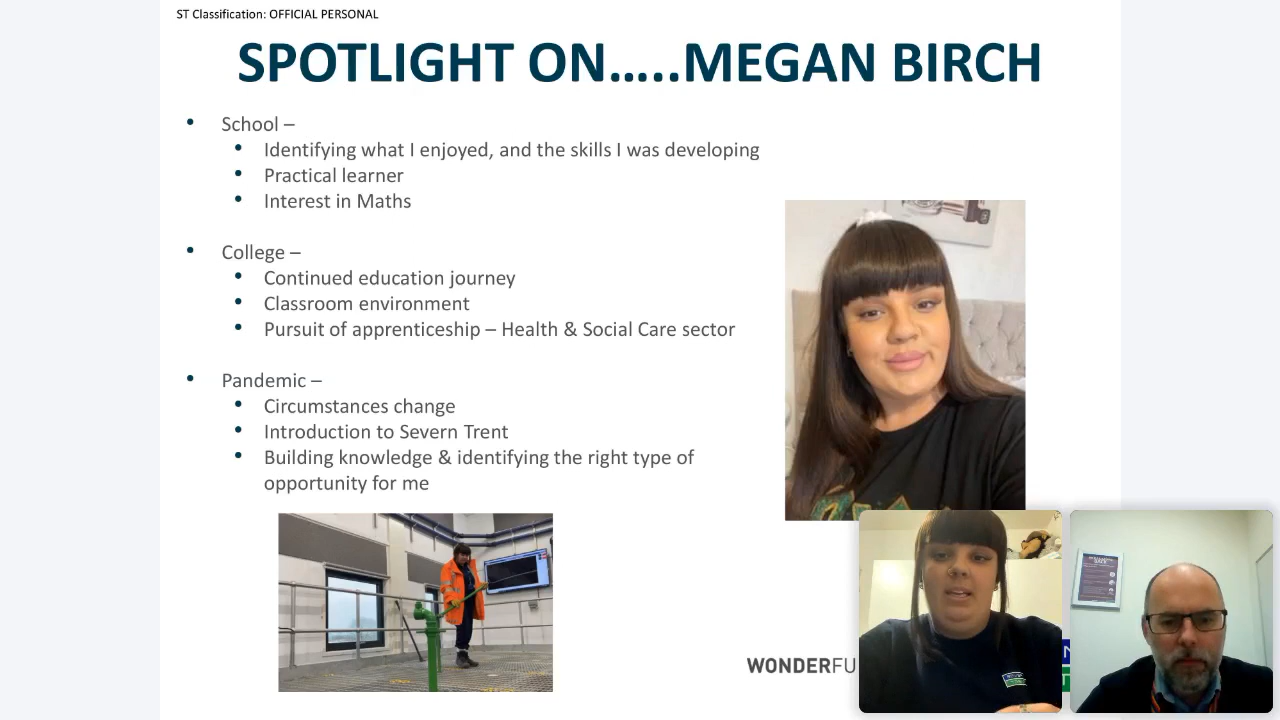 ST Classification: OFFICIAL PERSONAL
SPOTLIGHT ON…..MEGAN BIRCH
• School –
• Identifying what I enjoyed, and the skills I was developing
• Practical learner
• Interest in Maths
• College –
• Continued education journey
• Classroom environment
• Pursuit of apprenticeship – Health & Social Care sector
• Pandemic –
• Circumstances change
• Introduction to Severn Trent
• Building knowledge & identifying the right type of
opportunity for me
WONDERFU